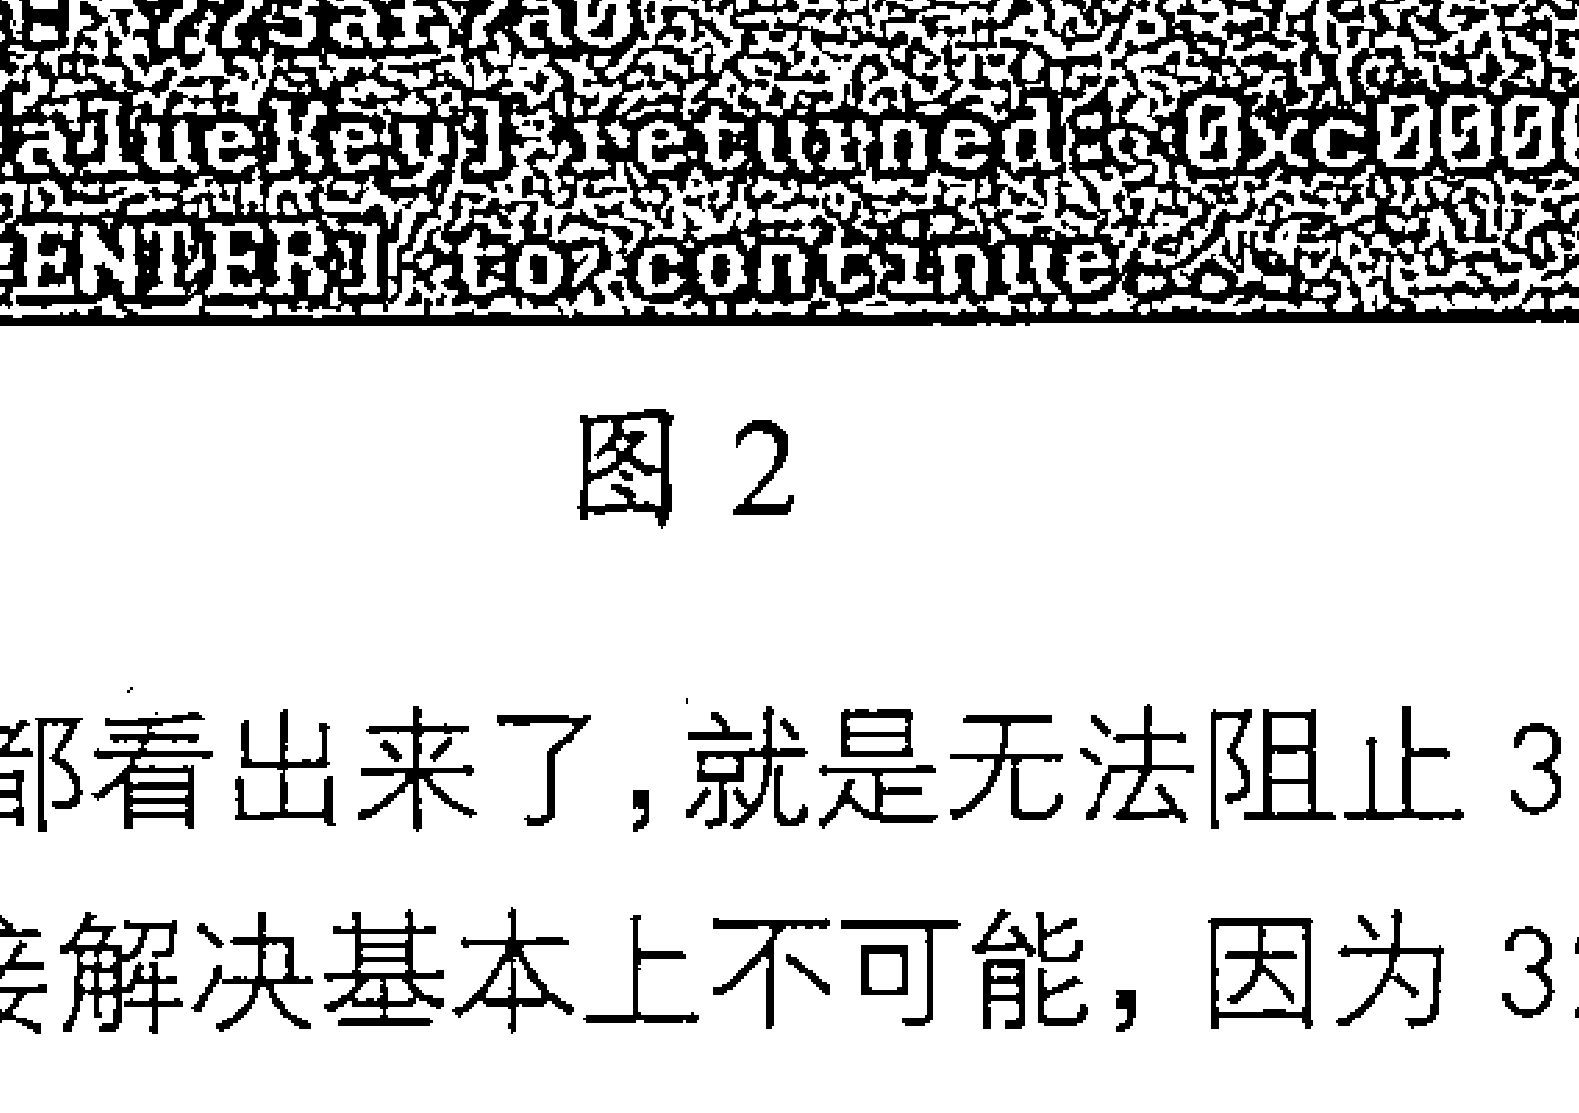 alueKey] returned : 0xc000
ENTER] to continue
图 2
都看出来了,就是无法阻止 3
接解决基本上不可能，因为 3